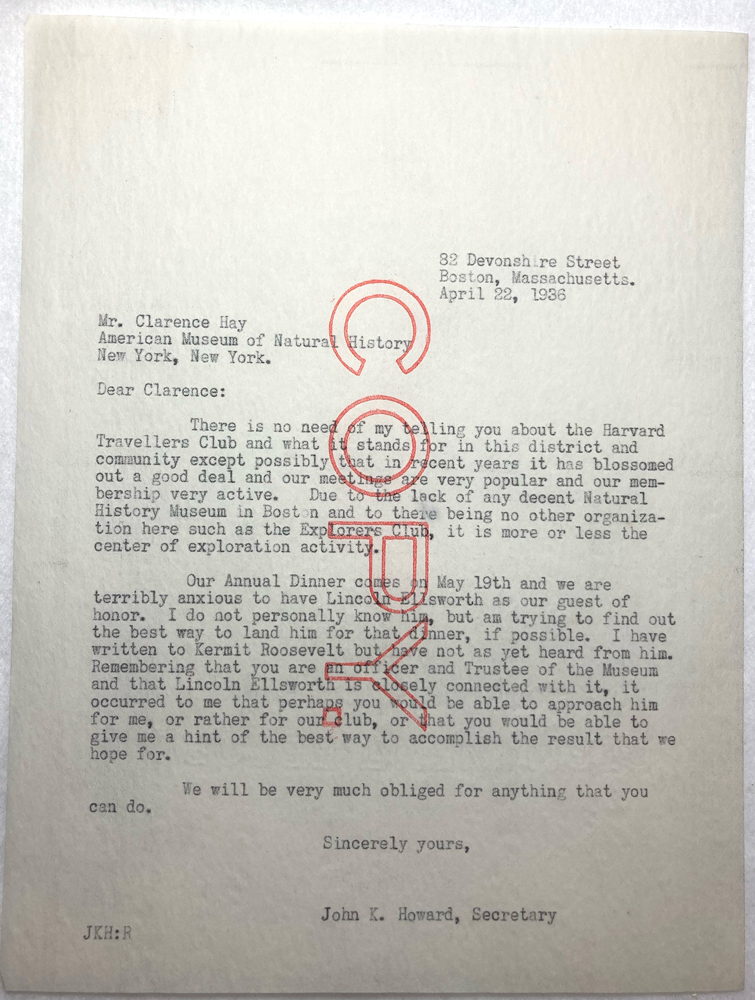 82 Devonshire Street
Boston, Massachusetts.
April 22, 1936
Mr. Clarence Hay
American Museum of Natural History
New York, New York.
Dear Clarence:
There is no need of my telling you about the Harvard
Travellers Club and what it stands for in this district and
community except possibly that in recent years it has blossomed
out a good deal and our meetings are very popular and our mem-
bership very active. Due to the lack of any decent Natural
History Museum in Boston and to there being no other organiza-
tion here such as the Explorers Club, it is more or less the
center of exploration activity.
Our Annual Dinner comes on May 19th and we are
terribly anxious to have Lincoln Ellsworth as our guest of
honor. I do not personally know him, but am trying to find out
the best way to land him for that dinner, if possible. I have
written to Kermit Roosevelt but have not as yet heard from him.
Remembering that you are an officer and Trustee of the Museum
and that Lincoln Ellsworth is closely connected with it, it
occurred to me that perhaps you would be able to approach him
for me, or rather for our club, or that you would be able to
give me a hint of the best way to accomplish the result that we
hope for.
We will be very much obliged for anything that you
can do.
Sincerely yours,
John K. Howard, Secretary
JKH:R
COPY.